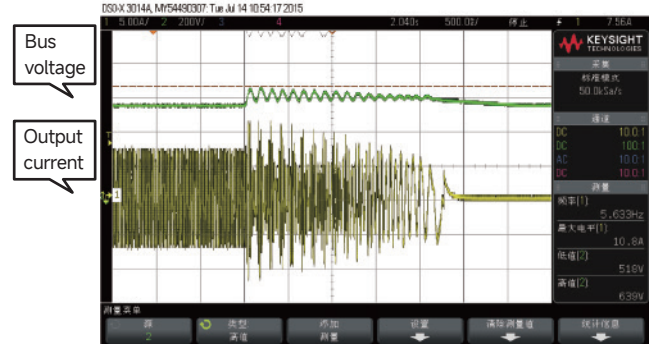 DSO-X 3014A, MY54490307: Tue Jul 14 10:54:17 2015
1 5.00A/ 2 200V/ 3 4 2.040s 500.0%/ 停止 1 7.56A
Bus
voltage
Output
current
KEYSIGHT
TECHNOLOGIES
采集
标准模式
50.0kSa/s
通道
DC 10.0:1
DC 100:1
AC 10.0:1
DC 10.0:1
测量
频率(1)
5.633Hz
最大电平(1)
10.8A
低值(2)
518V
高值(2)
639V
T
1
测量菜单
源
2
类型
高值
添加
测量
设置
清除测量值
统计信息